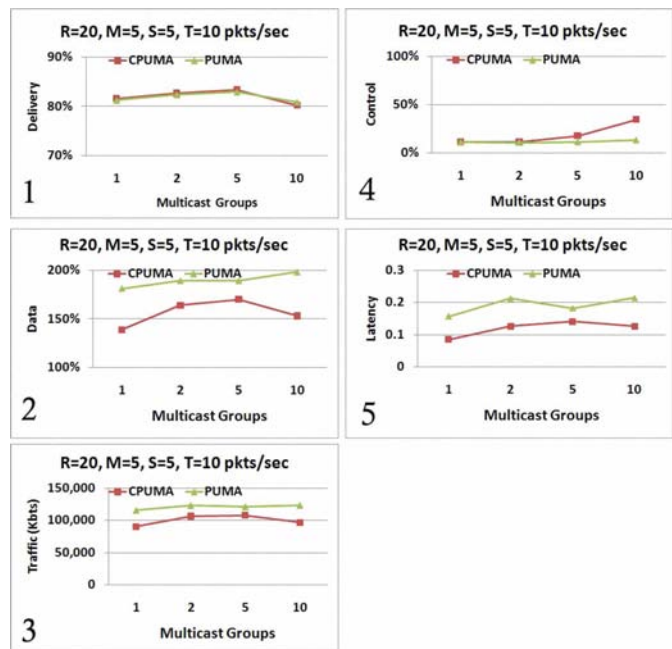 R=20, M=5, S=5, T=10 pkts/sec
CPUMA PUMA
90%
80%
70%
Delivery
1 2 5 10
Multicast Groups
1
R=20, M=5, S=5, T=10 pkts/sec
CPUMA PUMA
100%
50%
0%
Control
1 2 5 10
Multicast Groups
4
R=20, M=5, S=5, T=10 pkts/sec
CPUMA PUMA
200%
150%
100%
Data
1 2 5 10
Multicast Groups
2
R=20, M=5, S=5, T=10 pkts/sec
CPUMA PUMA
0.3
0.2
0.1
0
Latency
1 2 5 10
Multicast Groups
5
R=20, M=5, S=5, T=10 pkts/sec
CPUMA PUMA
150,000
100,000
50,000
0
Traffic (Kbts)
1 2 5 10
Multicast Groups
3